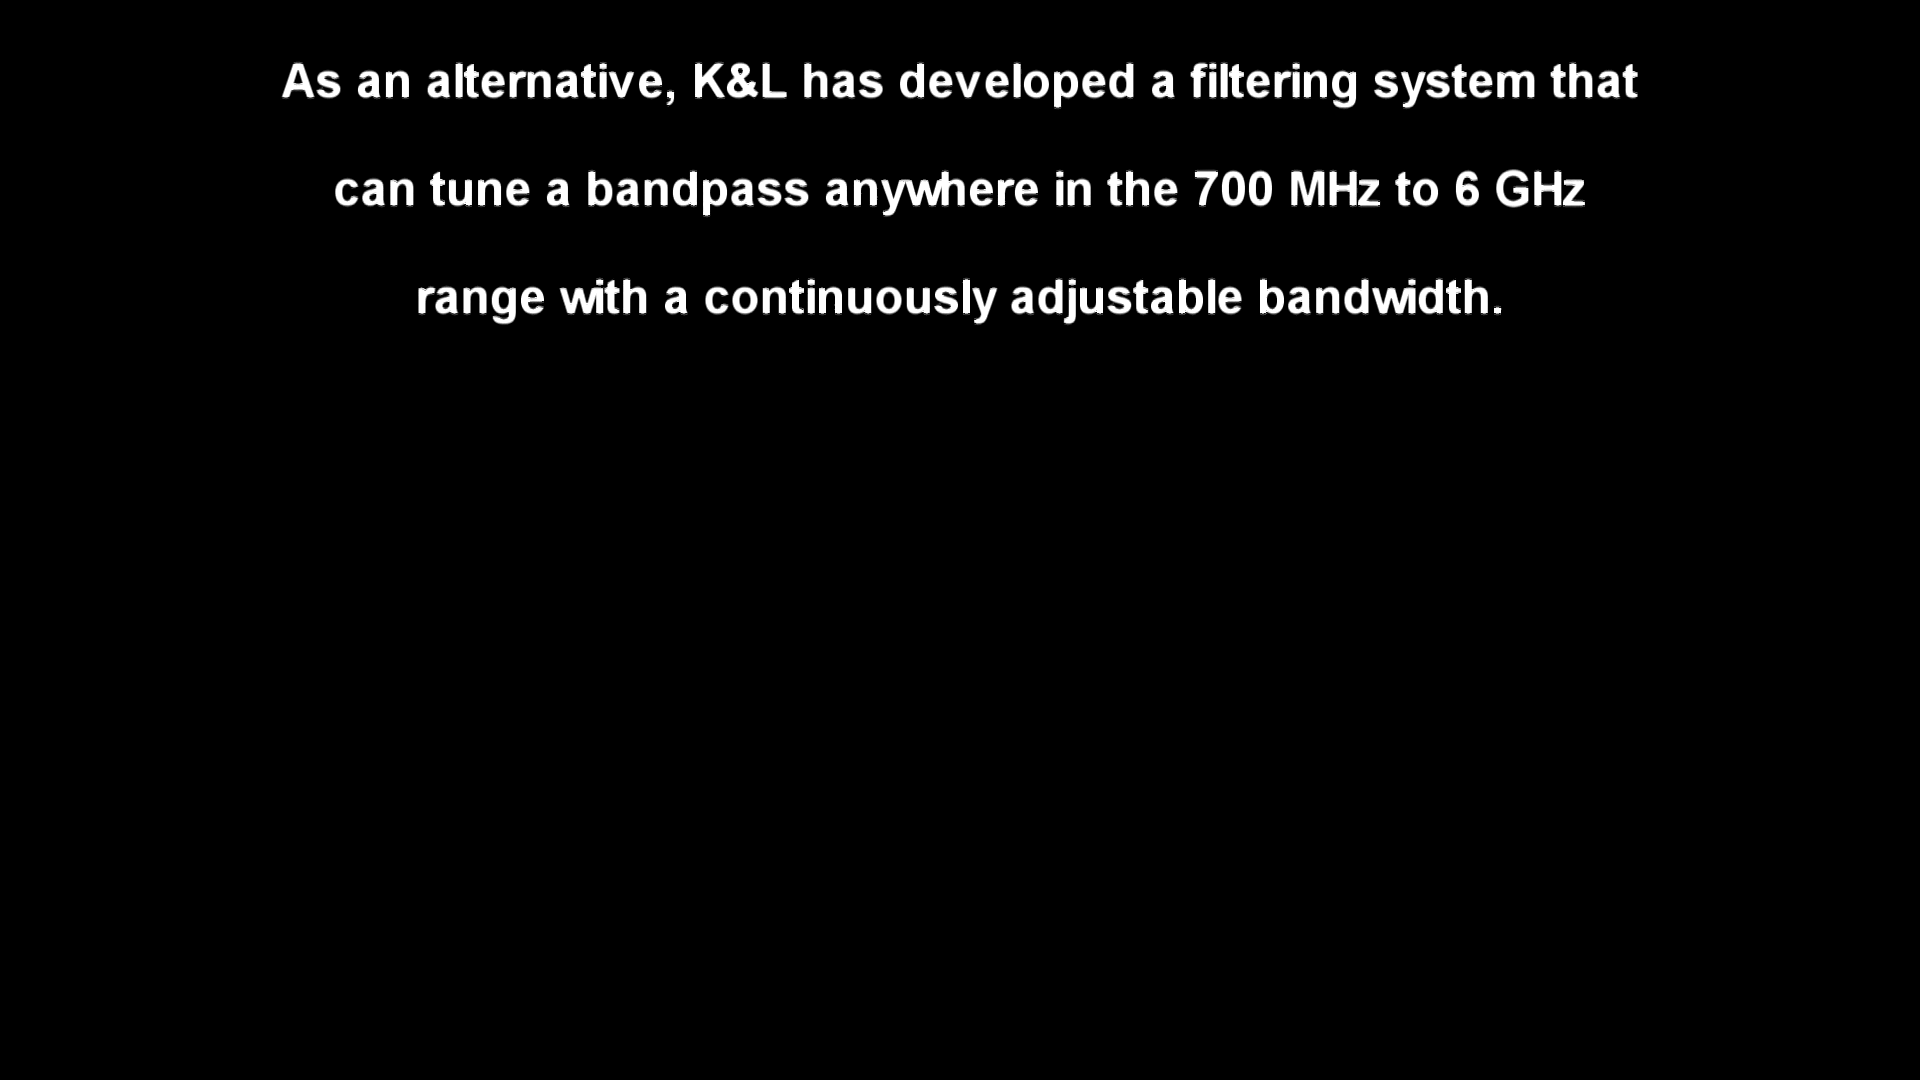 As an alternative, K&L has developed a filtering system that
can tune a bandpass anywhere in the 700 MHz to 6 GHz
range with a continuously adjustable bandwidth.